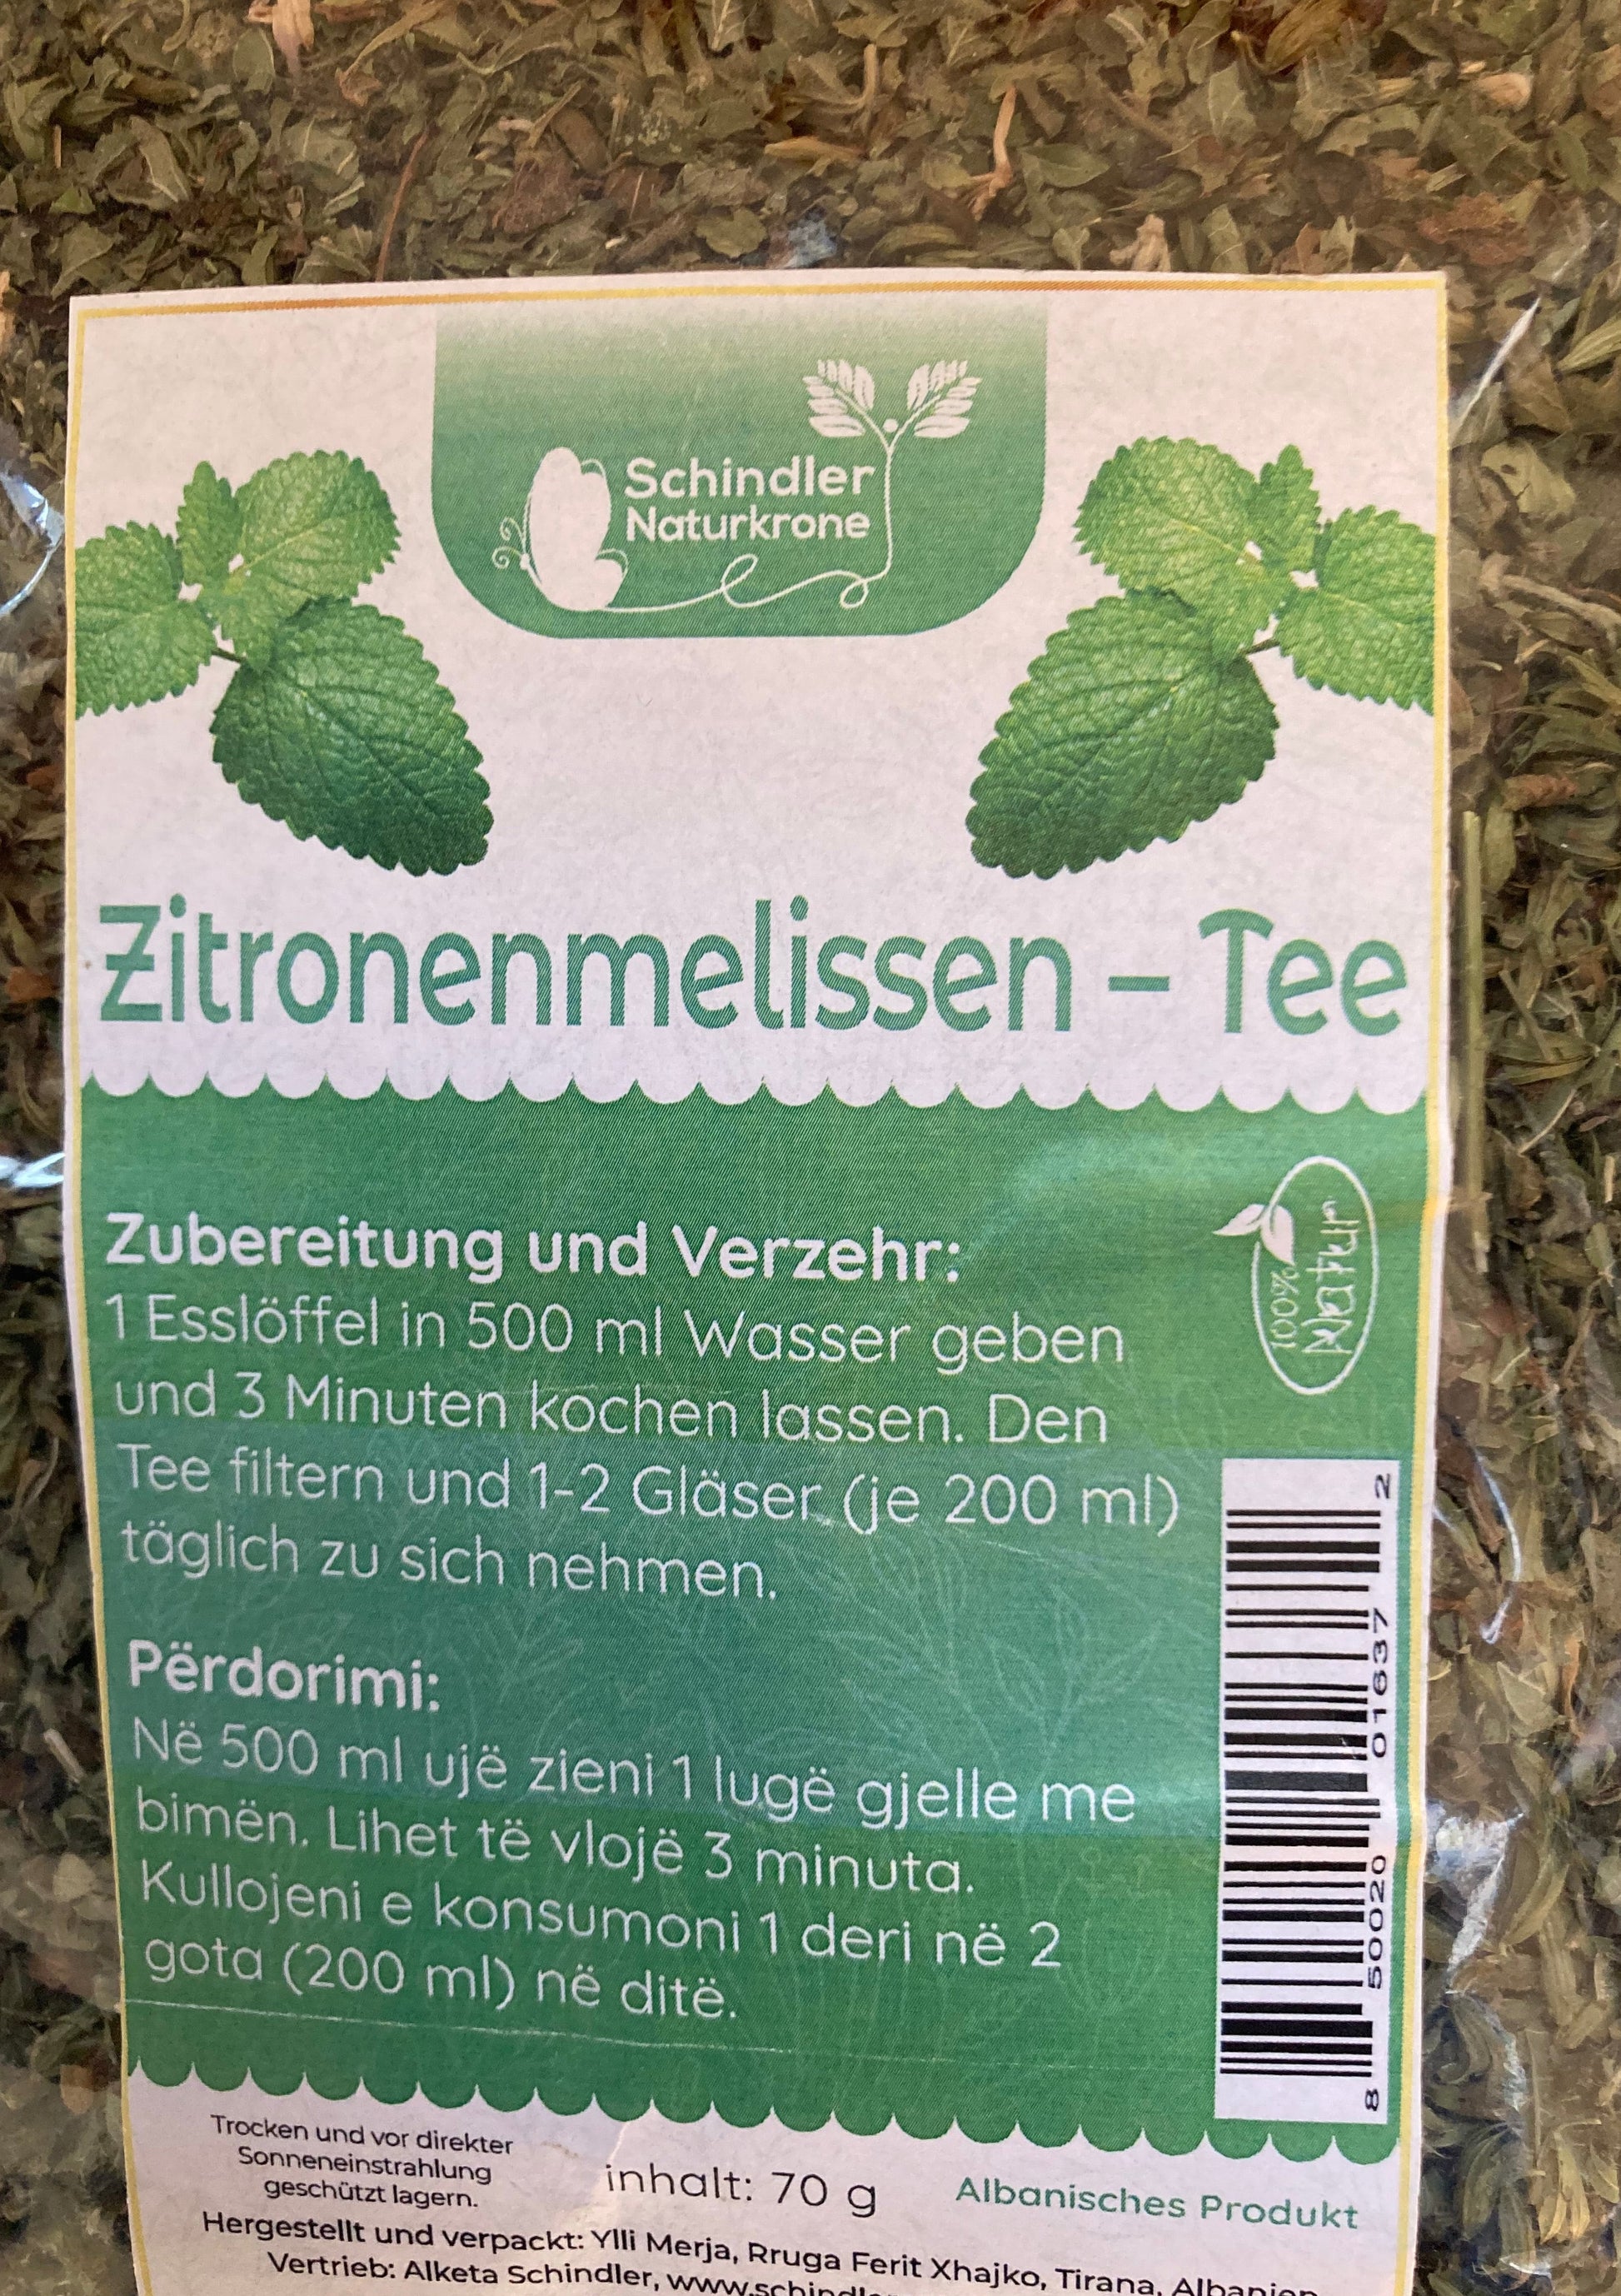 Schindler
Naturkrone
Zitronenmelissen – Tee
Zubereitung und Verzehr:
1 Esslöffel in 500 ml Wasser geben
und 3 Minuten kochen lassen. Den
Tee filtern und 1-2 Gläser (je 200 ml)
täglich zu sich nehmen.
100%
Natur
Përdorimi:
Në 500 ml ujë zieni 1 lugë gjelle me
bimën. Lihet të vlojë 3 minuta.
Kullojeni e konsumoni 1 deri në 2
gota (200 ml) në ditë.
8 50020 01637 2
Trocken und vor direkter
Sonneneinstrahlung
geschützt lagern.
inhalt: 70 g
Albanisches Produkt
Hergestellt und verpackt: Ylli Merja, Rruga Ferit Xhajko, Tirana, Albanien
Vertrieb: Alketa Schindler,